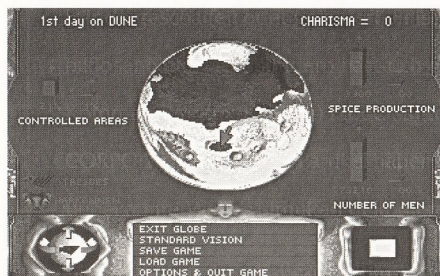 1st day on DUNE
CHARISMA = 0
SPICE PRODUCTION
CONTROLLED AREAS
NUMBER OF MEN
EXIT GLOBE
STANDARD VISION
SAVE GAME
LOAD GAME
OPTIONS & QUIT GAME